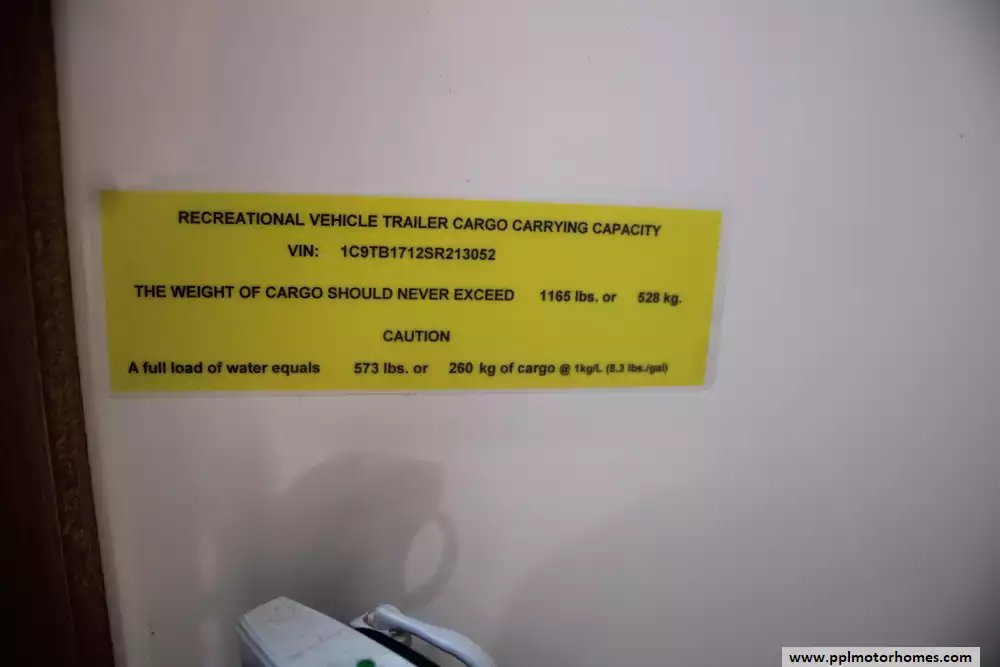 RECREATIONAL VEHICLE TRAILER CARGO CARRYING CAPACITY
VIN: 1C9TB1712SR213052
THE WEIGHT OF CARGO SHOULD NEVER EXCEED 1165 lbs. or 528 kg.
CAUTION
A full load of water equals 573 lbs. or 260 kg of cargo @ 1kg/L (8.3 lbs./gal)
www.pplmotorhomes.com